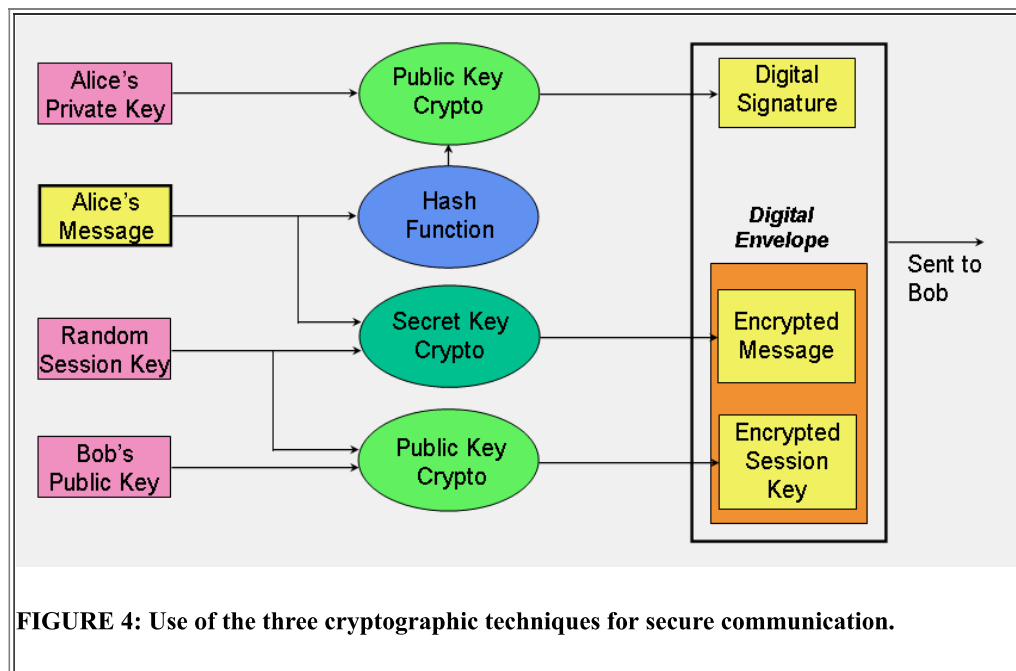 Alice's
Private Key
Public Key
Crypto
Digital
Signature
Alice's
Message
Hash
Function
Digital
Envelope
Sent to
Bob
Random
Session Key
Secret Key
Crypto
Encrypted
Message
Bob's
Public Key
Public Key
Crypto
Encrypted
Session
Key
FIGURE 4: Use of the three cryptographic techniques for secure communication.